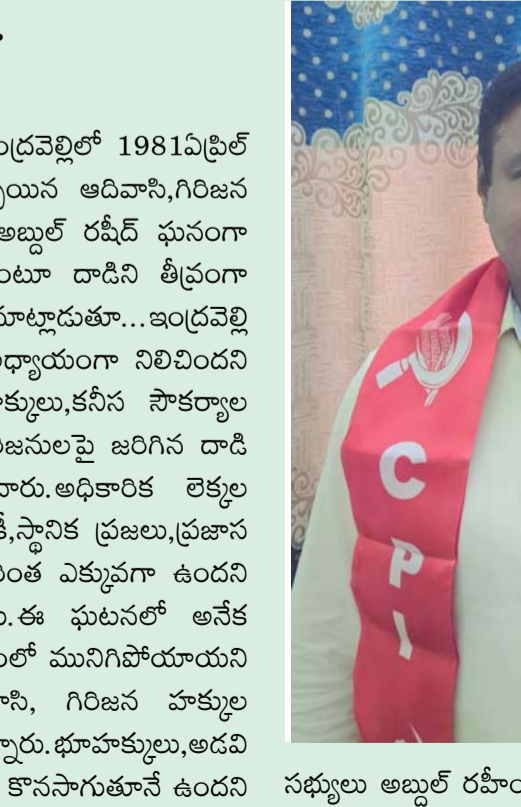 ంద్రవెల్లిలో 1981ఏప్రిల్
యిన ఆదివాసి,గిరిజన
అబ్దుల్ రషీద్ ఘనంగా
ంటూ దాడిని తీవ్రంగా
మాట్లాడుతూ...ఇంద్రవెల్లి
ధ్యాయంగా నిలిచిందని
క్కులు,కనీస సౌకర్యాల
జనులపై జరిగిన దాడి
చారు.అధికారిక లెక్కల
కీ,స్థానిక ప్రజలు,ప్రజాస
రింత ఎక్కువగా ఉందని
ు.ఈ ఘటనలో అనేక
ంలో మునిగిపోయాయని
ాసి, గిరిజన హక్కుల
్నారు.భూహక్కులు,అడవి
కొనసాగుతూనే ఉందని
CPI
సభ్యులు అబ్దుల్ రహీం